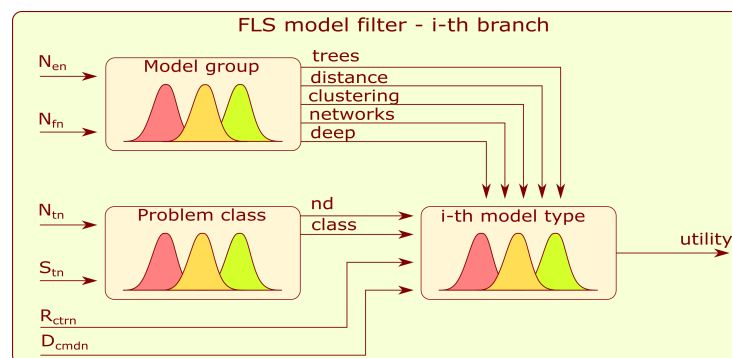 FLS model filter - i-th branch
N_en
Model group
trees
distance
clustering
networks
deep
N_fn
N_tn
Problem class
nd
class
i-th model type
utility
S_tn
R_ctrn
D_cmdn